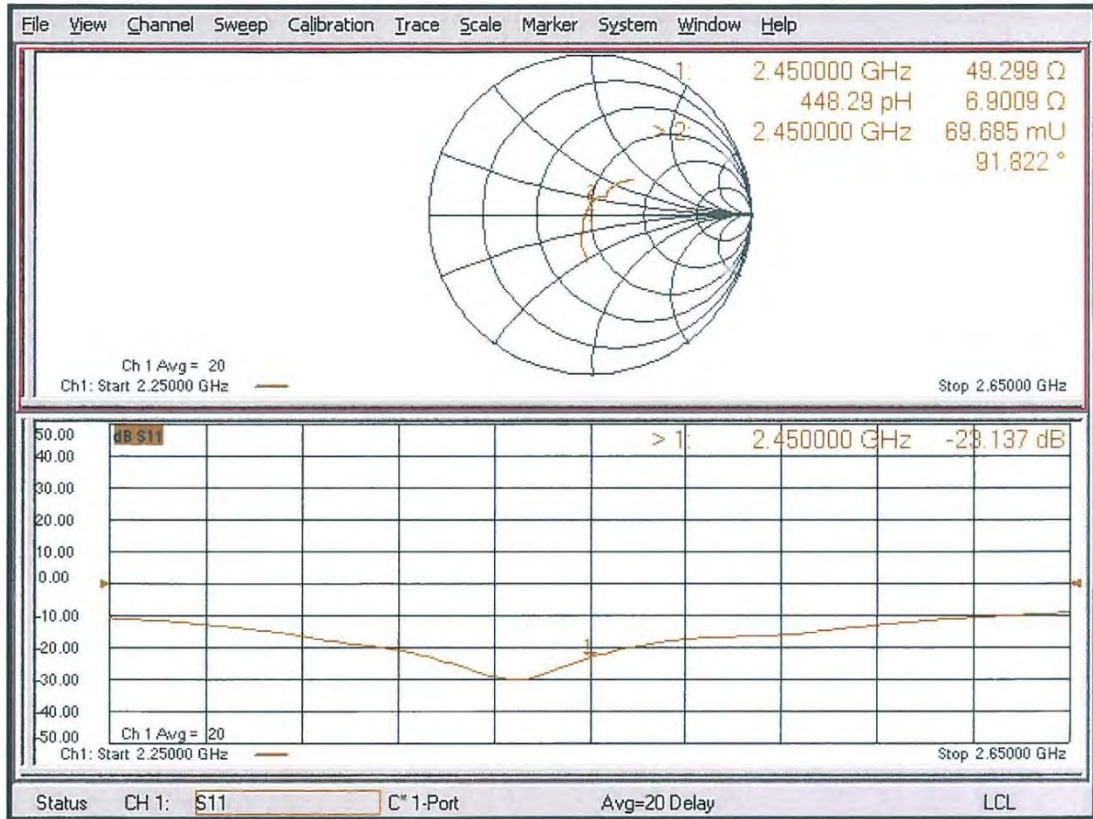 File View Channel Sweep Calibration Trace Scale Marker System Window Help
1: 2.450000 GHz 49.299 Ω
448.29 pH 6.9009 Ω
> 2: 2.450000 GHz 69.685 mU
91.822 °
Ch 1 Avg = 20
Ch1: Start 2.25000 GHz Stop 2.65000 GHz
50.00 dB S11 > 1: 2.450000 GHz -23.137 dB
40.00
30.00
20.00
10.00
0.00
-10.00
-20.00 1
-30.00
-40.00
-50.00 Ch 1 Avg = 20
Ch1: Start 2.25000 GHz Stop 2.65000 GHz
Status CH 1: S11 C* 1-Port Avg=20 Delay LCL